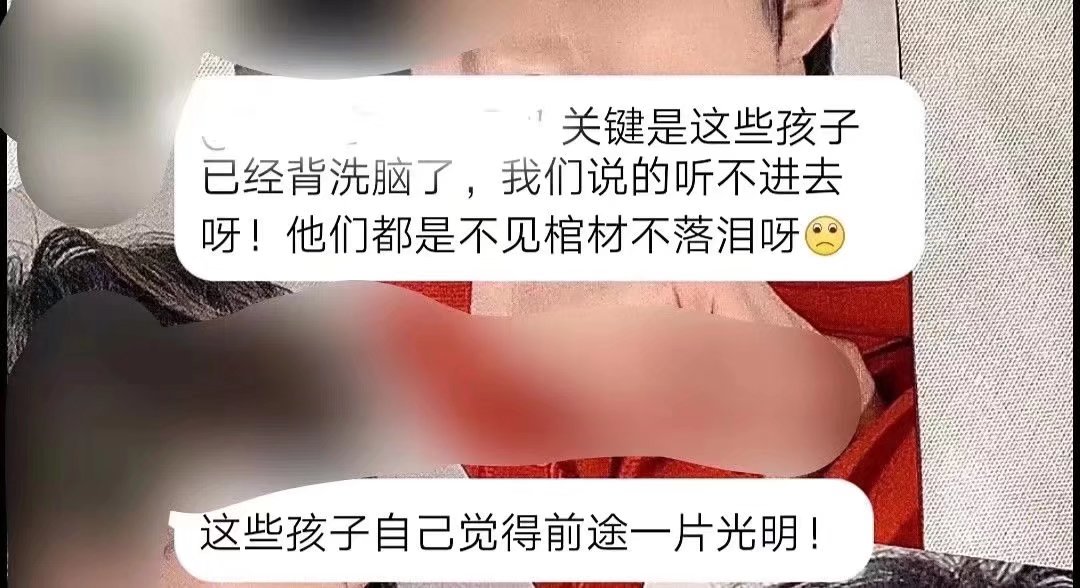 关键是这些孩子
已经背洗脑了，我们说的听不进去
呀！他们都是不见棺材不落泪呀
这些孩子自己觉得前途一片光明！